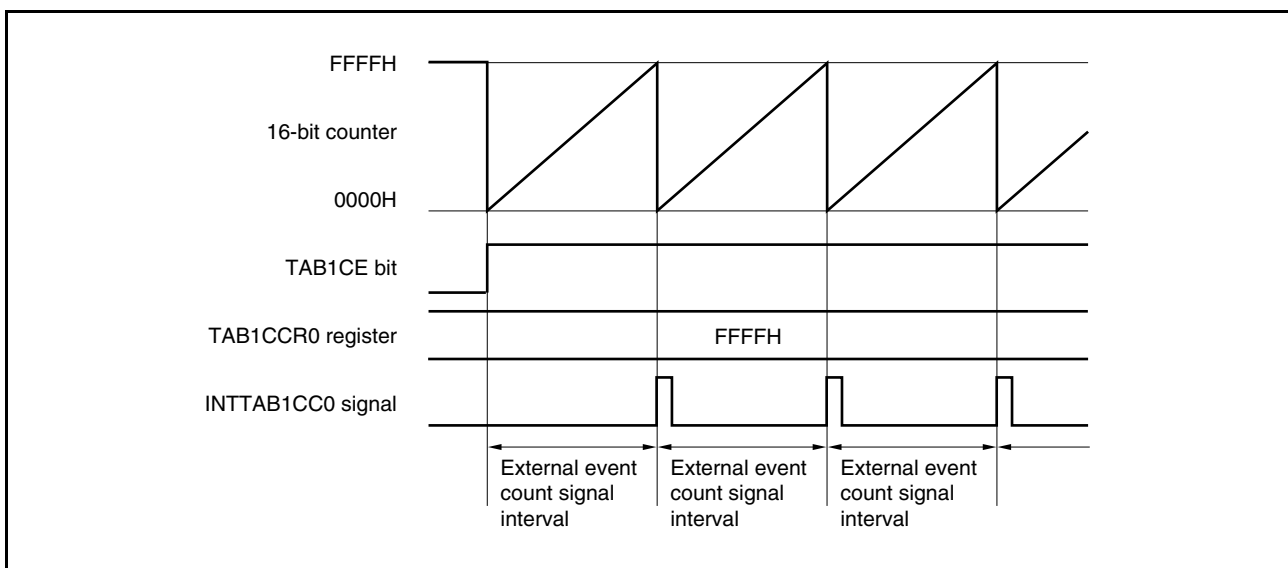 FFFFH
16-bit counter
0000H
TAB1CE bit
TAB1CCR0 register
FFFFH
INTTAB1CC0 signal
External event
count signal
interval
External event
count signal
interval
External event
count signal
interval